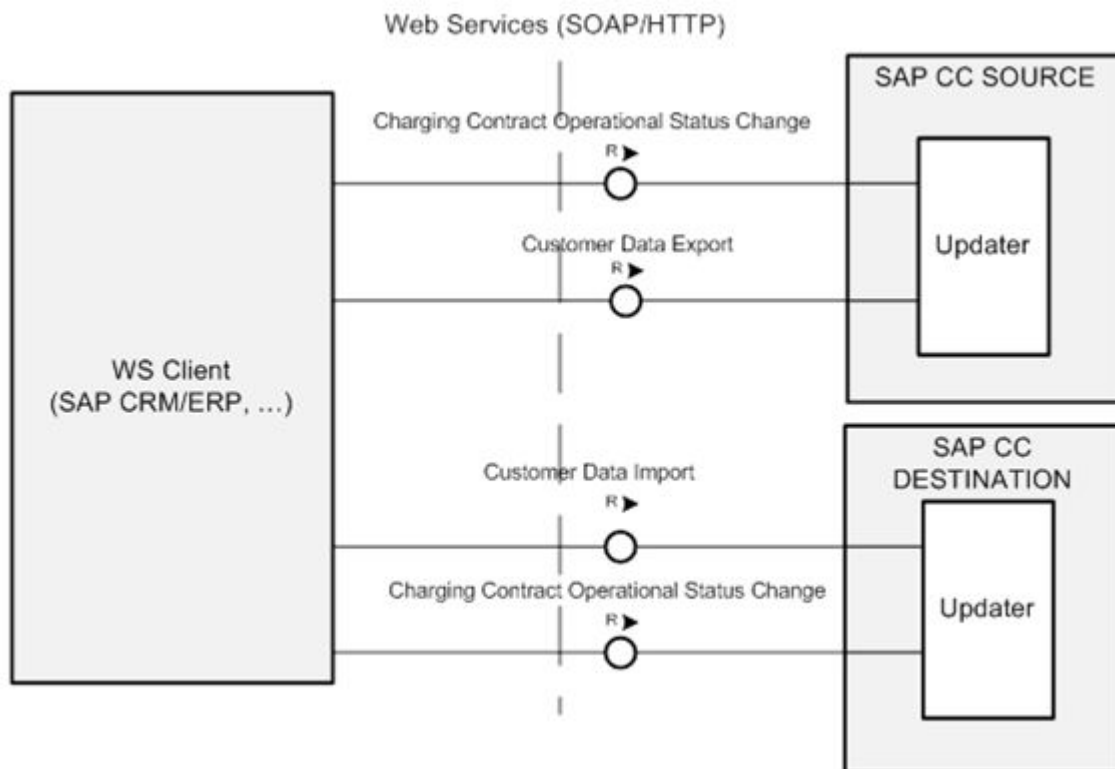 Web Services (SOAP/HTTP)
SAP CC SOURCE
Charging Contract Operational Status Change
R
Updater
Customer Data Export
R
WS Client
(SAP CRM/ERP, ...)
SAP CC
DESTINATION
Customer Data Import
R
Charging Contract Operational Status Change
R
Updater